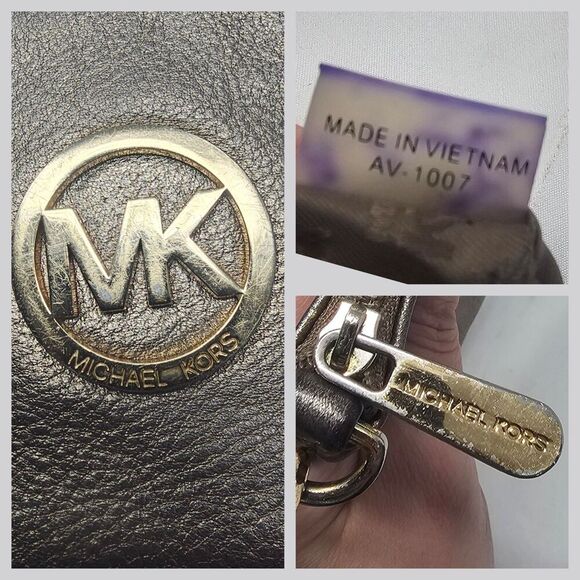 MK
MICHAEL KORS
MADE IN VIETNAM
AV-1007
MICHAEL KORS